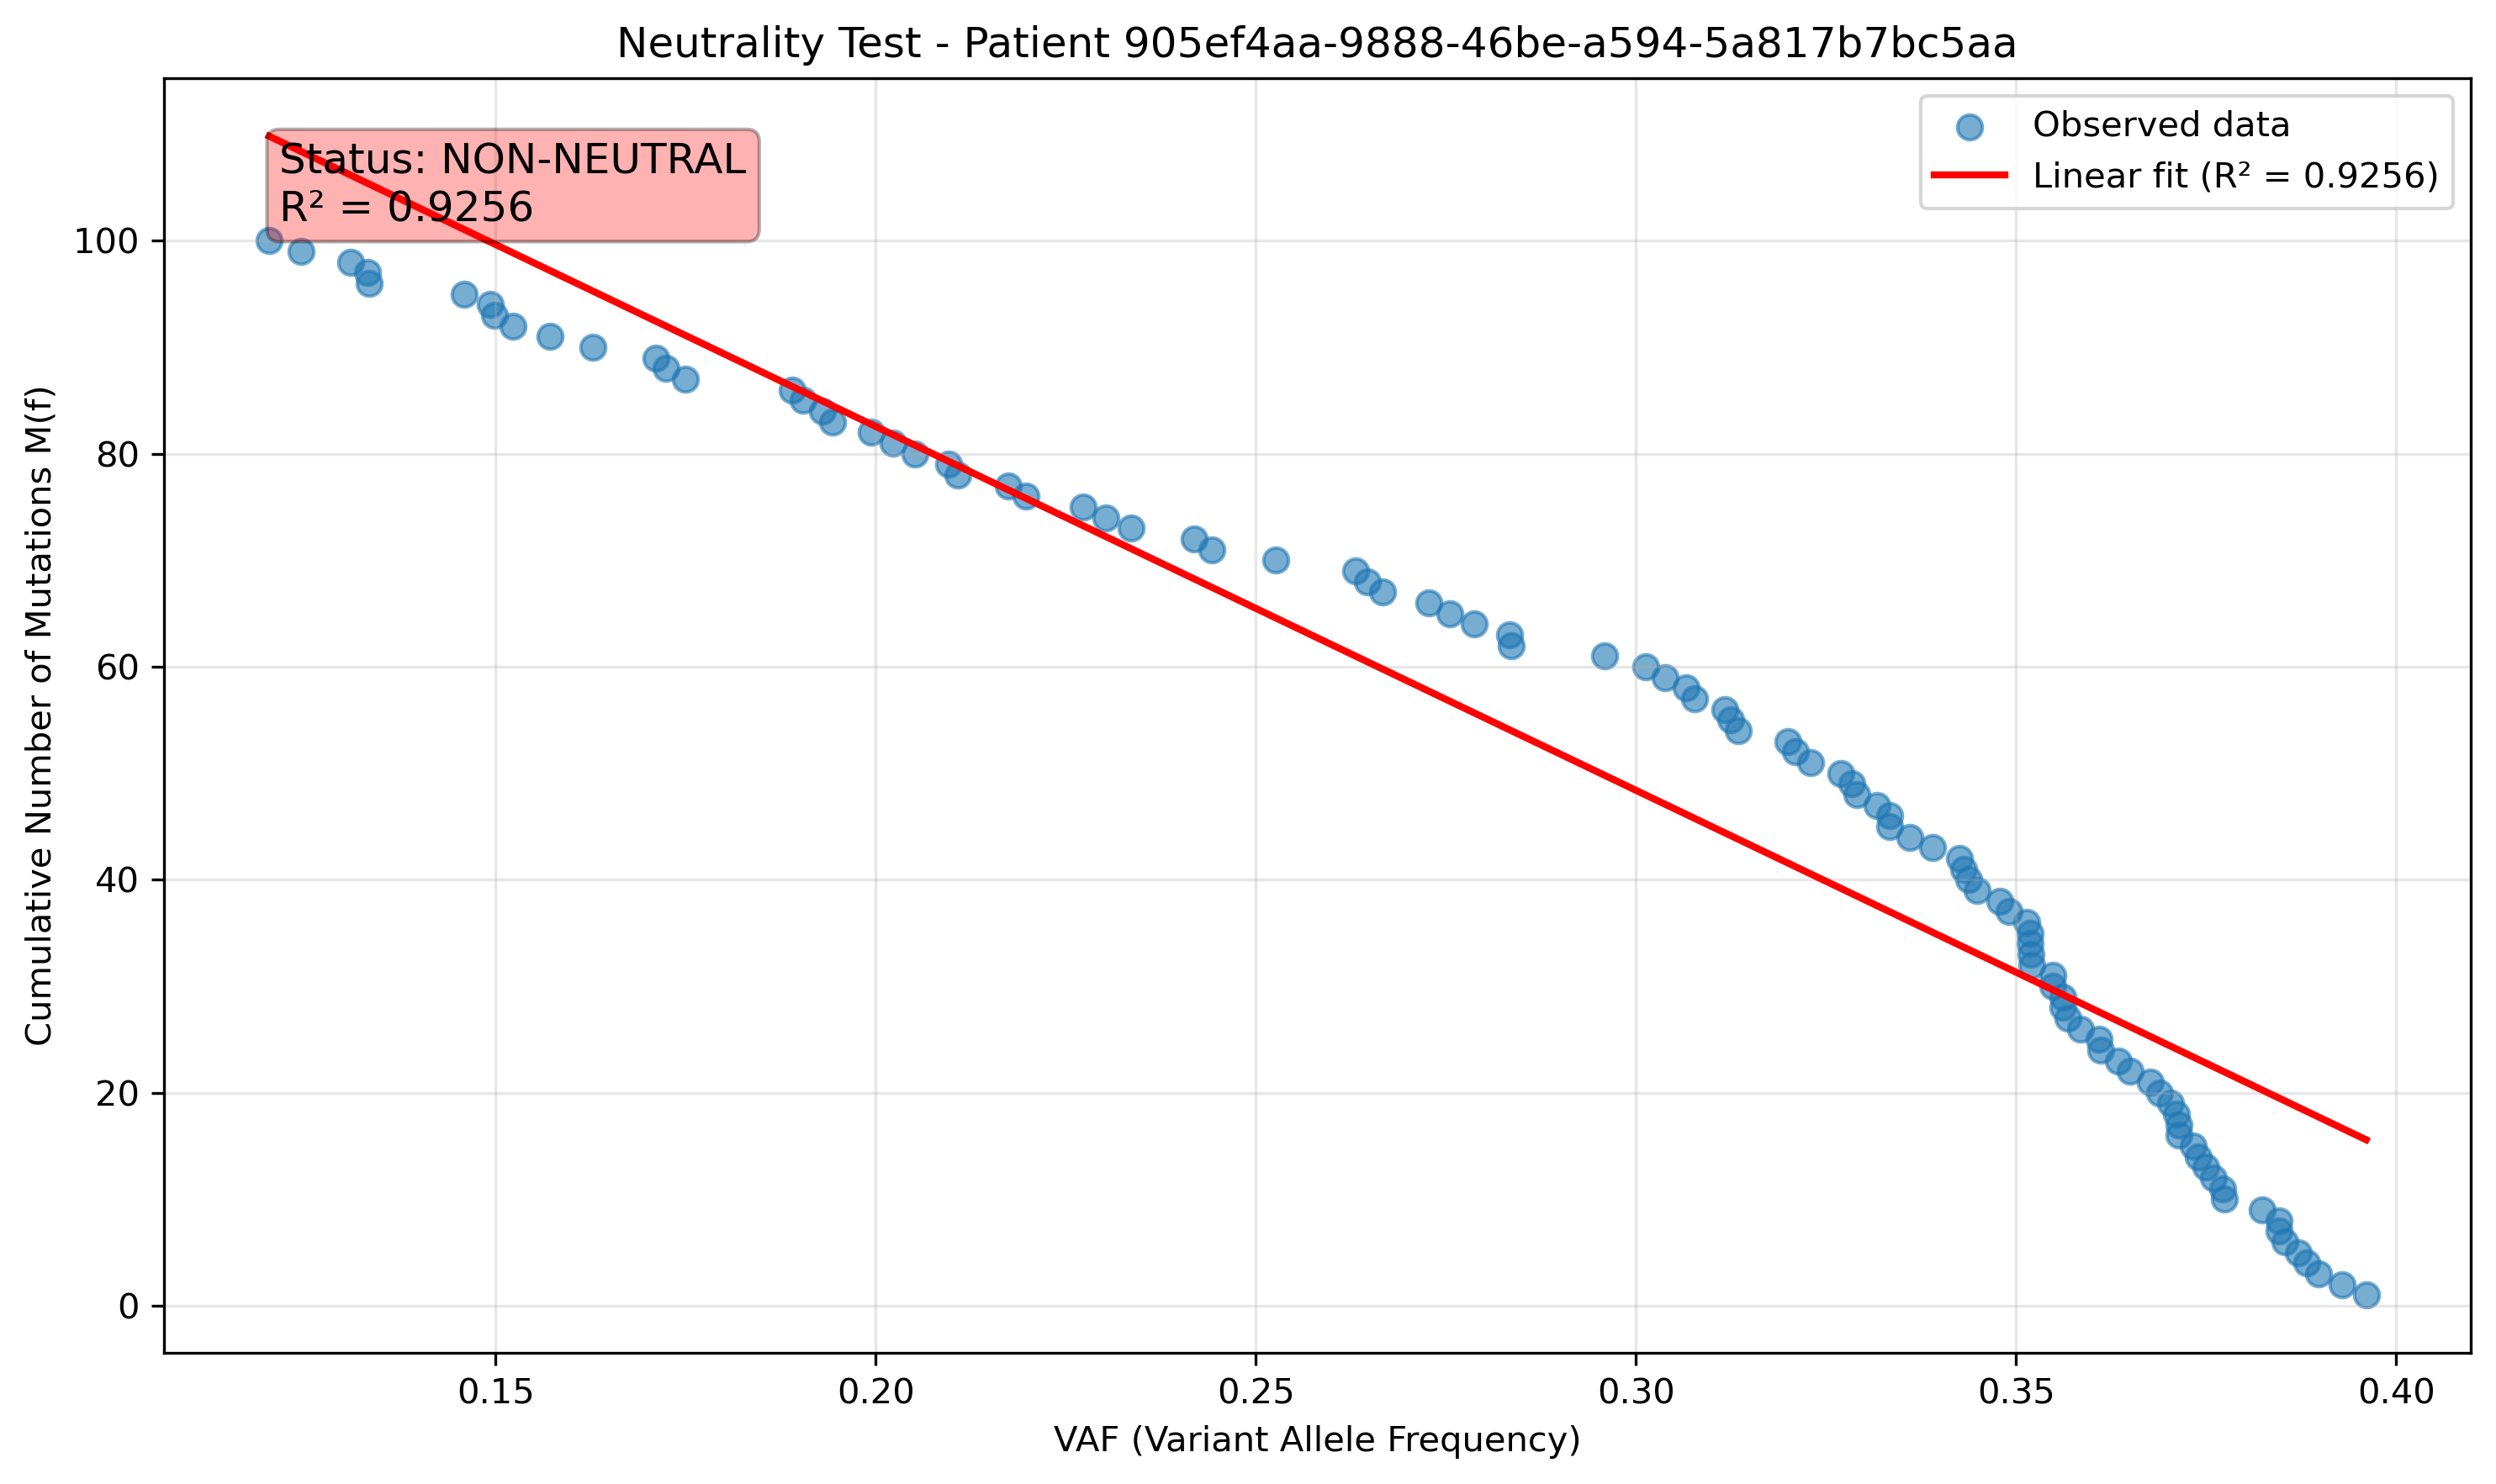 Neutrality Test - Patient 905ef4aa-9888-46be-a594-5a817b7bc5aa
Observed data
Linear fit (R² = 0.9256)
Status: NON-NEUTRAL
R² = 0.9256
Cumulative Number of Mutations M(f)
100
80
60
40
20
0
0.15
0.20
0.25
0.30
0.35
0.40
VAF (Variant Allele Frequency)